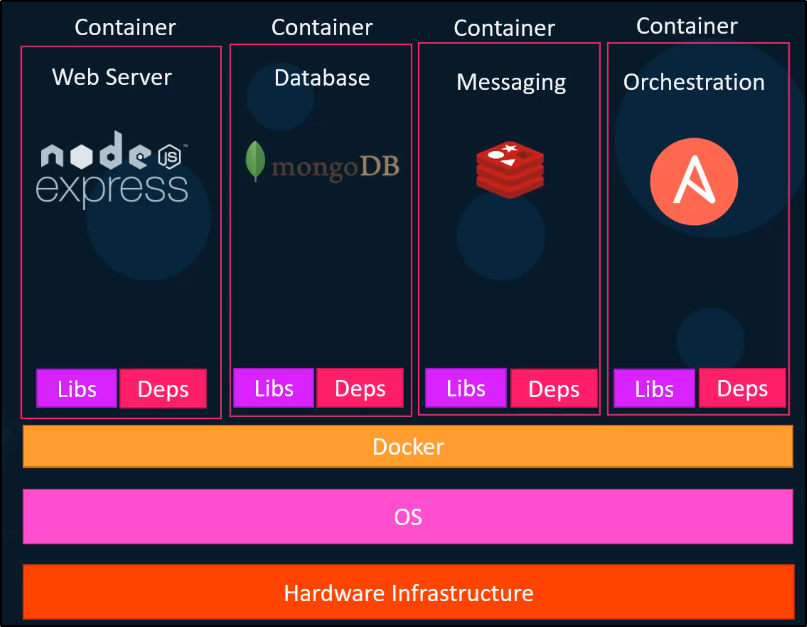 Container
Container
Container
Container
Web Server
Database
Messaging
Orchestration
node
JS
™
express
mongoDB
A
Libs
Deps
Libs
Deps
Libs
Deps
Libs
Deps
Docker
OS
Hardware Infrastructure